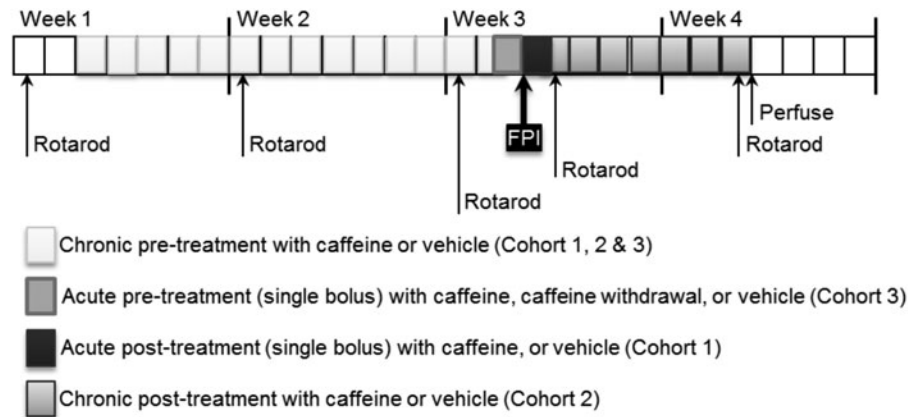 Week 1 Week 2 Week 3 Week 4
Perfuse
Rotarod Rotarod FPI Rotarod Rotarod
Rotarod
Chronic pre-treatment with caffeine or vehicle (Cohort 1, 2 & 3)
Acute pre-treatment (single bolus) with caffeine, caffeine withdrawal, or vehicle (Cohort 3)
Acute post-treatment (single bolus) with caffeine, or vehicle (Cohort 1)
Chronic post-treatment with caffeine or vehicle (Cohort 2)